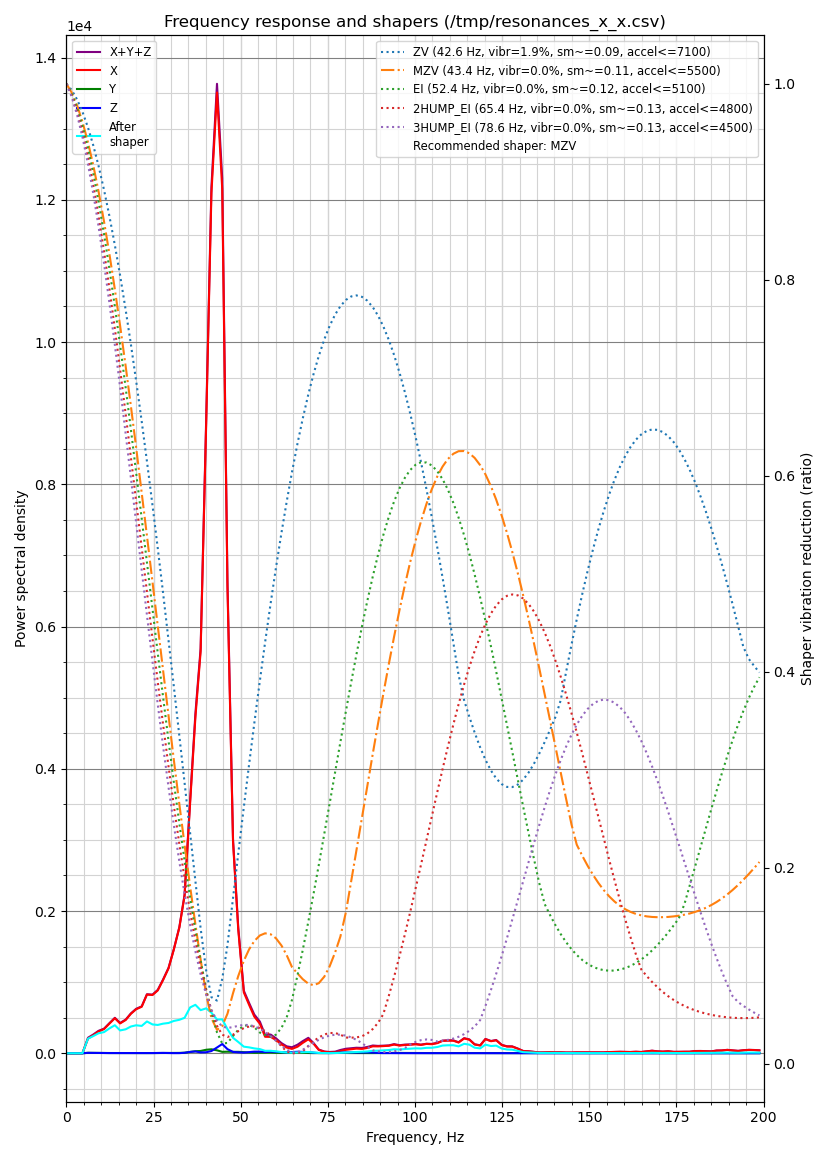 Frequency response and shapers (/tmp/resonances_x_x.csv)
1e4
X+Y+Z
X
Y
Z
After
shaper
ZV (42.6 Hz, vibr=1.9%, sm~=0.09, accel<=7100)
MZV (43.4 Hz, vibr=0.0%, sm~=0.11, accel<=5500)
EI (52.4 Hz, vibr=0.0%, sm~=0.12, accel<=5100)
2HUMP_EI (65.4 Hz, vibr=0.0%, sm~=0.13, accel<=4800)
3HUMP_EI (78.6 Hz, vibr=0.0%, sm~=0.13, accel<=4500)
Recommended shaper: MZV
Power spectral density
1.4
1.2
1.0
0.8
0.6
0.4
0.2
0.0
Shaper vibration reduction (ratio)
1.0
0.8
0.6
0.4
0.2
0.0
0 25 50 75 100 125 150 175 200
Frequency, Hz